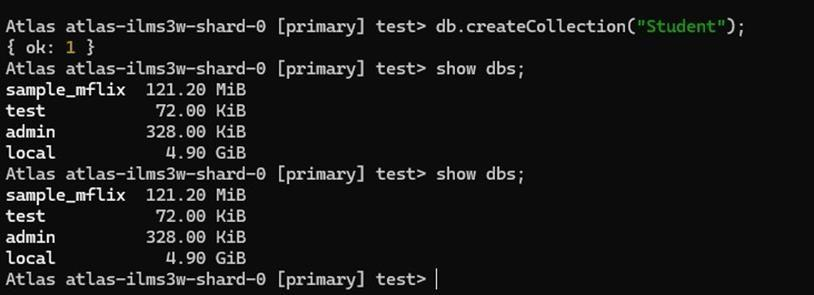 Atlas atlas-ilms3w-shard-0 [primary] test> db.createCollection("Student");
{ ok: 1 }
Atlas atlas-ilms3w-shard-0 [primary] test> show dbs;
sample_mflix  121.20 MiB
test           72.00 KiB
admin         328.00 KiB
local           4.90 GiB
Atlas atlas-ilms3w-shard-0 [primary] test> show dbs;
sample_mflix  121.20 MiB
test           72.00 KiB
admin         328.00 KiB
local           4.90 GiB
Atlas atlas-ilms3w-shard-0 [primary] test>